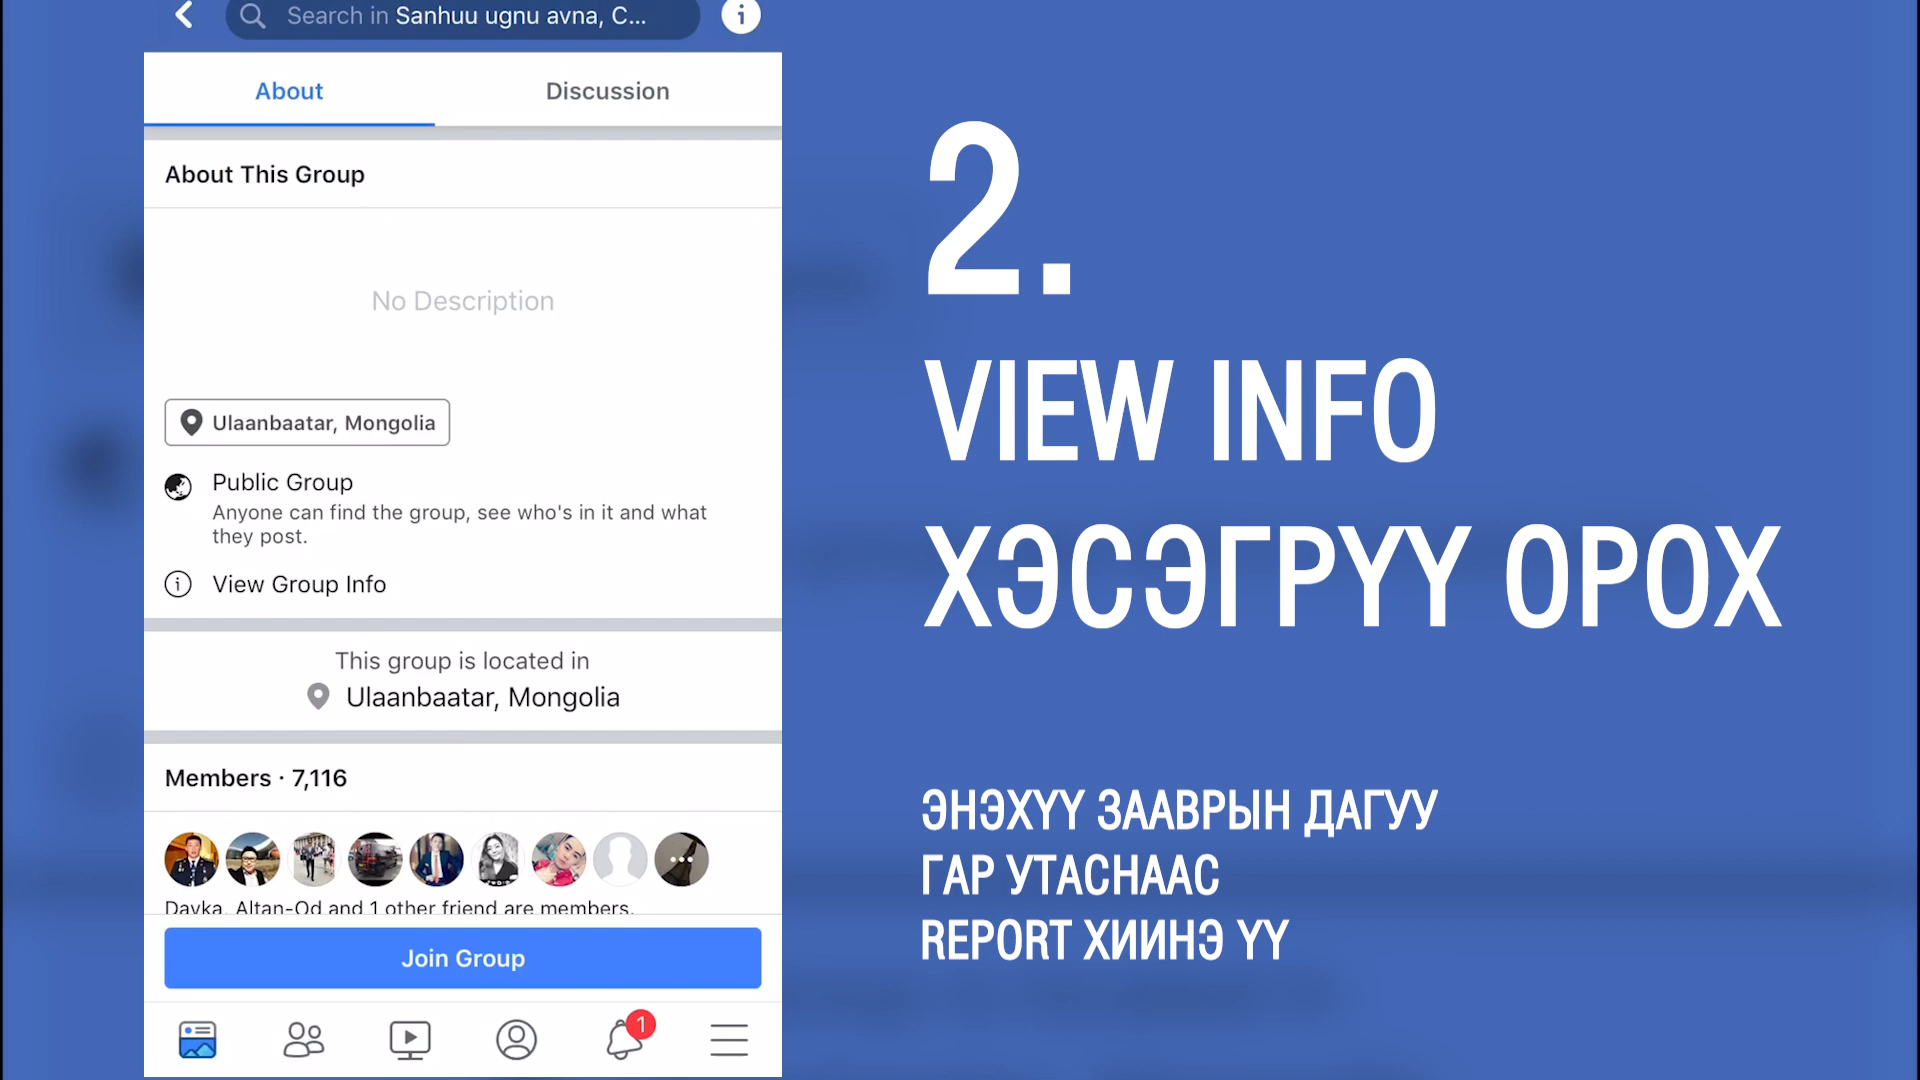 Search in Sanhuu ugnu avna, C...
i
About
Discussion
About This Group
No Description
Ulaanbaatar, Mongolia
Public Group
Anyone can find the group, see who's in it and what
they post.
View Group Info
This group is located in
Ulaanbaatar, Mongolia
Members · 7,116
Davka, Altan-Od and 1 other friend are members.
Join Group
1
2.
VIEW INFO
ХЭСЭГРҮҮ ОРОХ
ЭНЭХҮҮ ЗААВРЫН ДАГУУ
ГАР УТАСНААС
REPORT ХИИНЭ ҮҮ